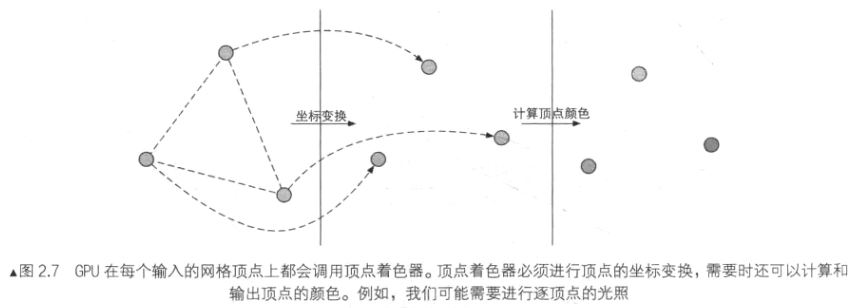 坐标变换
计算顶点颜色
▲图 2.7 GPU 在每个输入的网格顶点上都会调用顶点着色器。顶点着色器必须进行顶点的坐标变换，需要时还可以计算和
输出顶点的颜色。例如，我们可能需要进行逐顶点的光照